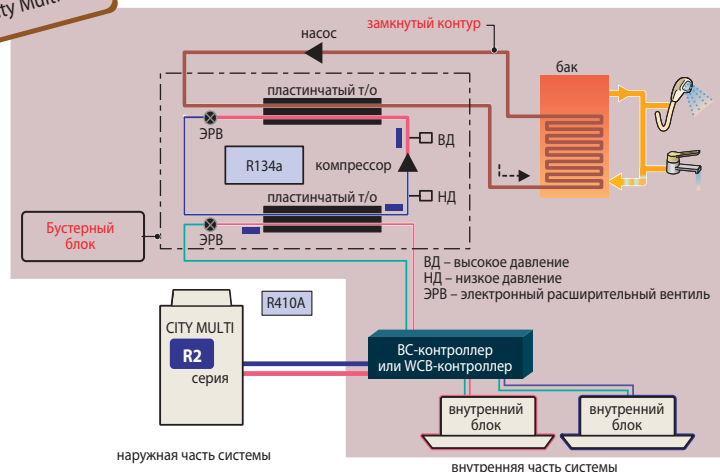 City Multi
замкнутый контур
насос
бак
пластинчатый т/о
ЭРВ
ВД
R134a
компрессор
пластинчатый т/о
НД
ЭРВ
Бустерный
блок
ВД – высокое давление
НД – низкое давление
ЭРВ – электронный расширительный вентиль
R410A
CITY MULTI
R2
серия
BC-контроллер
или WCB-контроллер
внутренний
блок
внутренний
блок
наружная часть системы
внутренняя часть системы